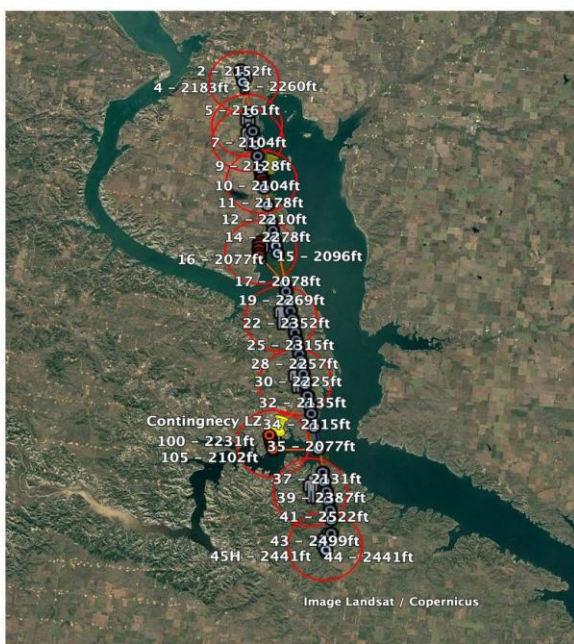 2 – 2152ft
4 – 2183ft
3 – 2260ft
5 – 2161ft
7 – 2104ft
9 – 2128ft
10 – 2104ft
11 – 2178ft
12 – 2210ft
14 – 2278ft
16 – 2077ft
15 – 2096ft
17 – 2078ft
19 – 2269ft
22 – 2352ft
25 – 2315ft
28 – 2257ft
30 – 2225ft
32 – 2135ft
Contingnecy LZ
34 – 2115ft
100 – 2231ft
35 – 2077ft
105 – 2102ft
37 – 2131ft
39 – 2387ft
41 – 2522ft
43 – 2499ft
45H – 2441ft
44 – 2441ft
Image Landsat / Copernicus